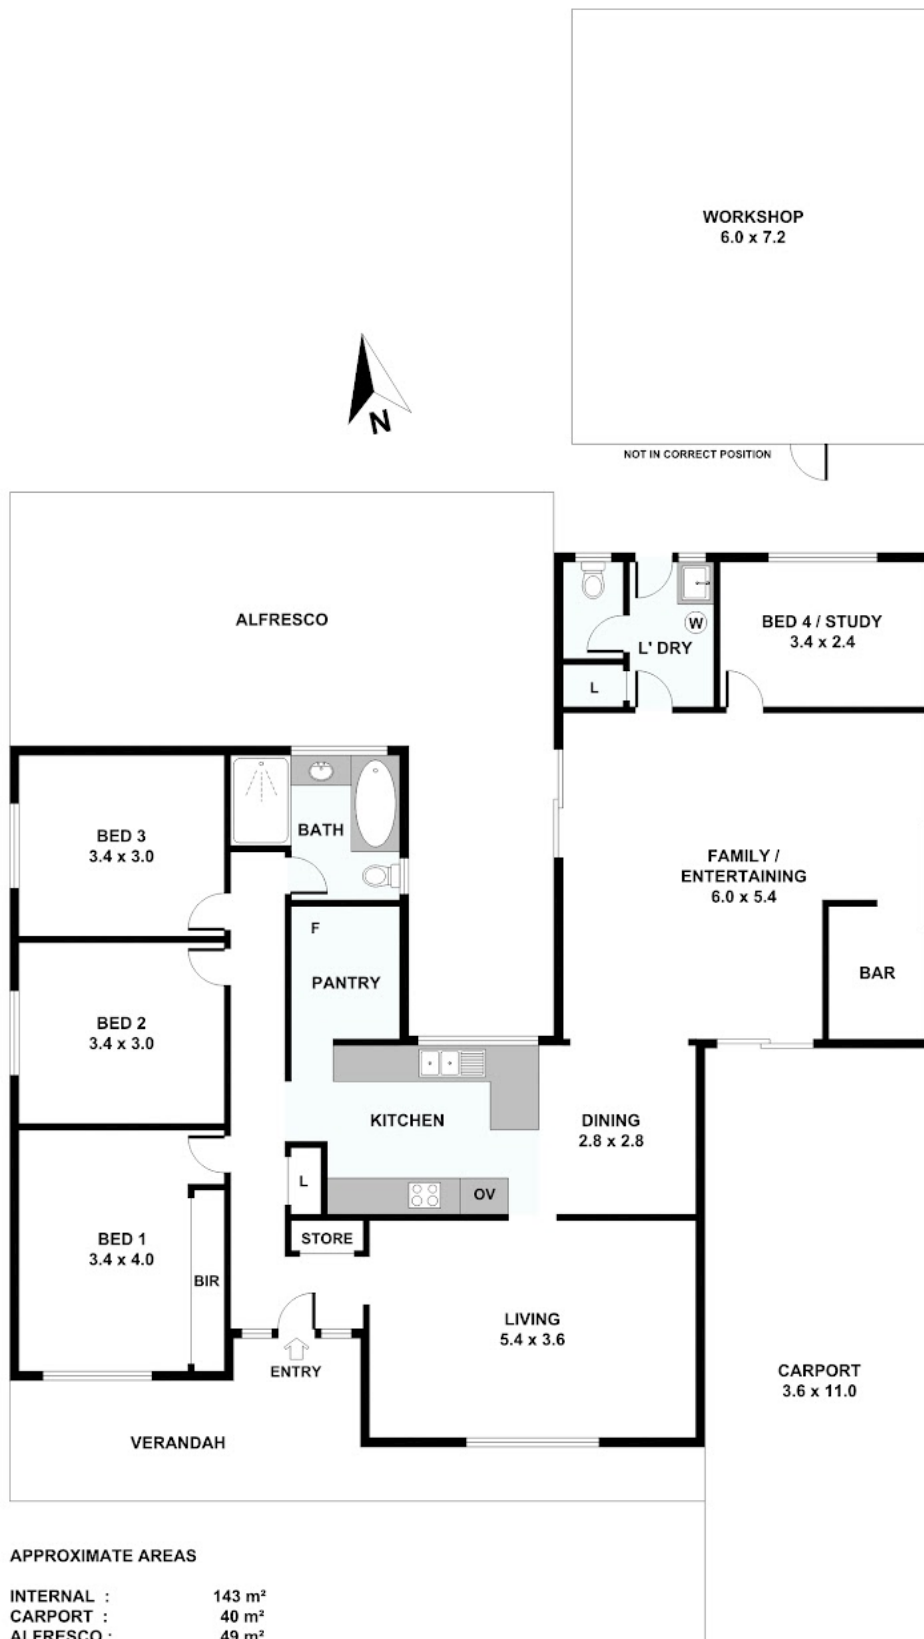 WORKSHOP
6.0 x 7.2
N
NOT IN CORRECT POSITION
ALFRESCO
BED 4 / STUDY
3.4 x 2.4
W
L' DRY
L
BED 3
3.4 x 3.0
BATH
FAMILY /
ENTERTAINING
6.0 x 5.4
F
PANTRY
BAR
BED 2
3.4 x 3.0
KITCHEN
DINING
2.8 x 2.8
L
OV
BED 1
3.4 x 4.0
STORE
BIR
LIVING
5.4 x 3.6
ENTRY
CARPORT
3.6 x 11.0
VERANDAH
APPROXIMATE AREAS
INTERNAL : 143 m²
CARPORT : 40 m²
ALFRESCO : 49 m²